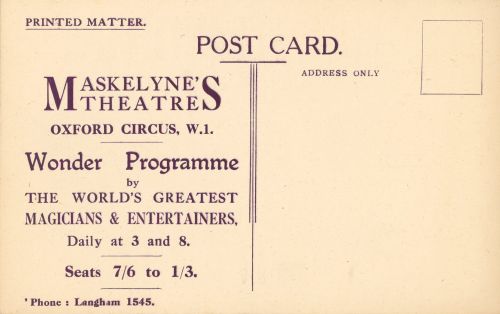 PRINTED MATTER.
POST CARD.
ADDRESS ONLY
MASKELYNE'S
THEATRE
OXFORD CIRCUS, W.1.
Wonder Programme
by
THE WORLD'S GREATEST
MAGICIANS & ENTERTAINERS,
Daily at 3 and 8.
Seats 7/6 to 1/3.
'Phone : Langham 1545.